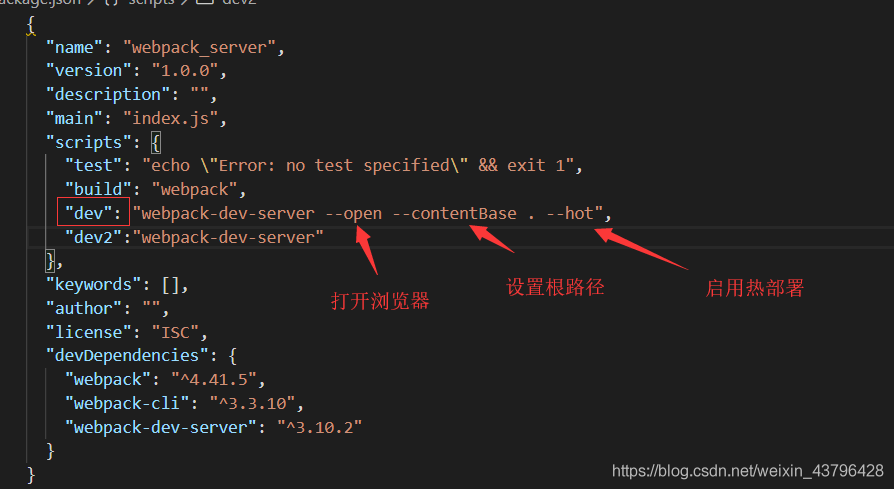 package.json > {} scripts > dev2
{
"name": "webpack_server",
"version": "1.0.0",
"description": "",
"main": "index.js",
"scripts": {
"test": "echo \"Error: no test specified\" && exit 1",
"build": "webpack",
"dev": "webpack-dev-server --open --contentBase . --hot",
"dev2":"webpack-dev-server"
},
打开浏览器
设置根路径
启用热部署
"keywords": [],
"author": "",
"license": "ISC",
"devDependencies": {
"webpack": "^4.41.5",
"webpack-cli": "^3.3.10",
"webpack-dev-server": "^3.10.2"
}
}
https://blog.csdn.net/weixin_43796428